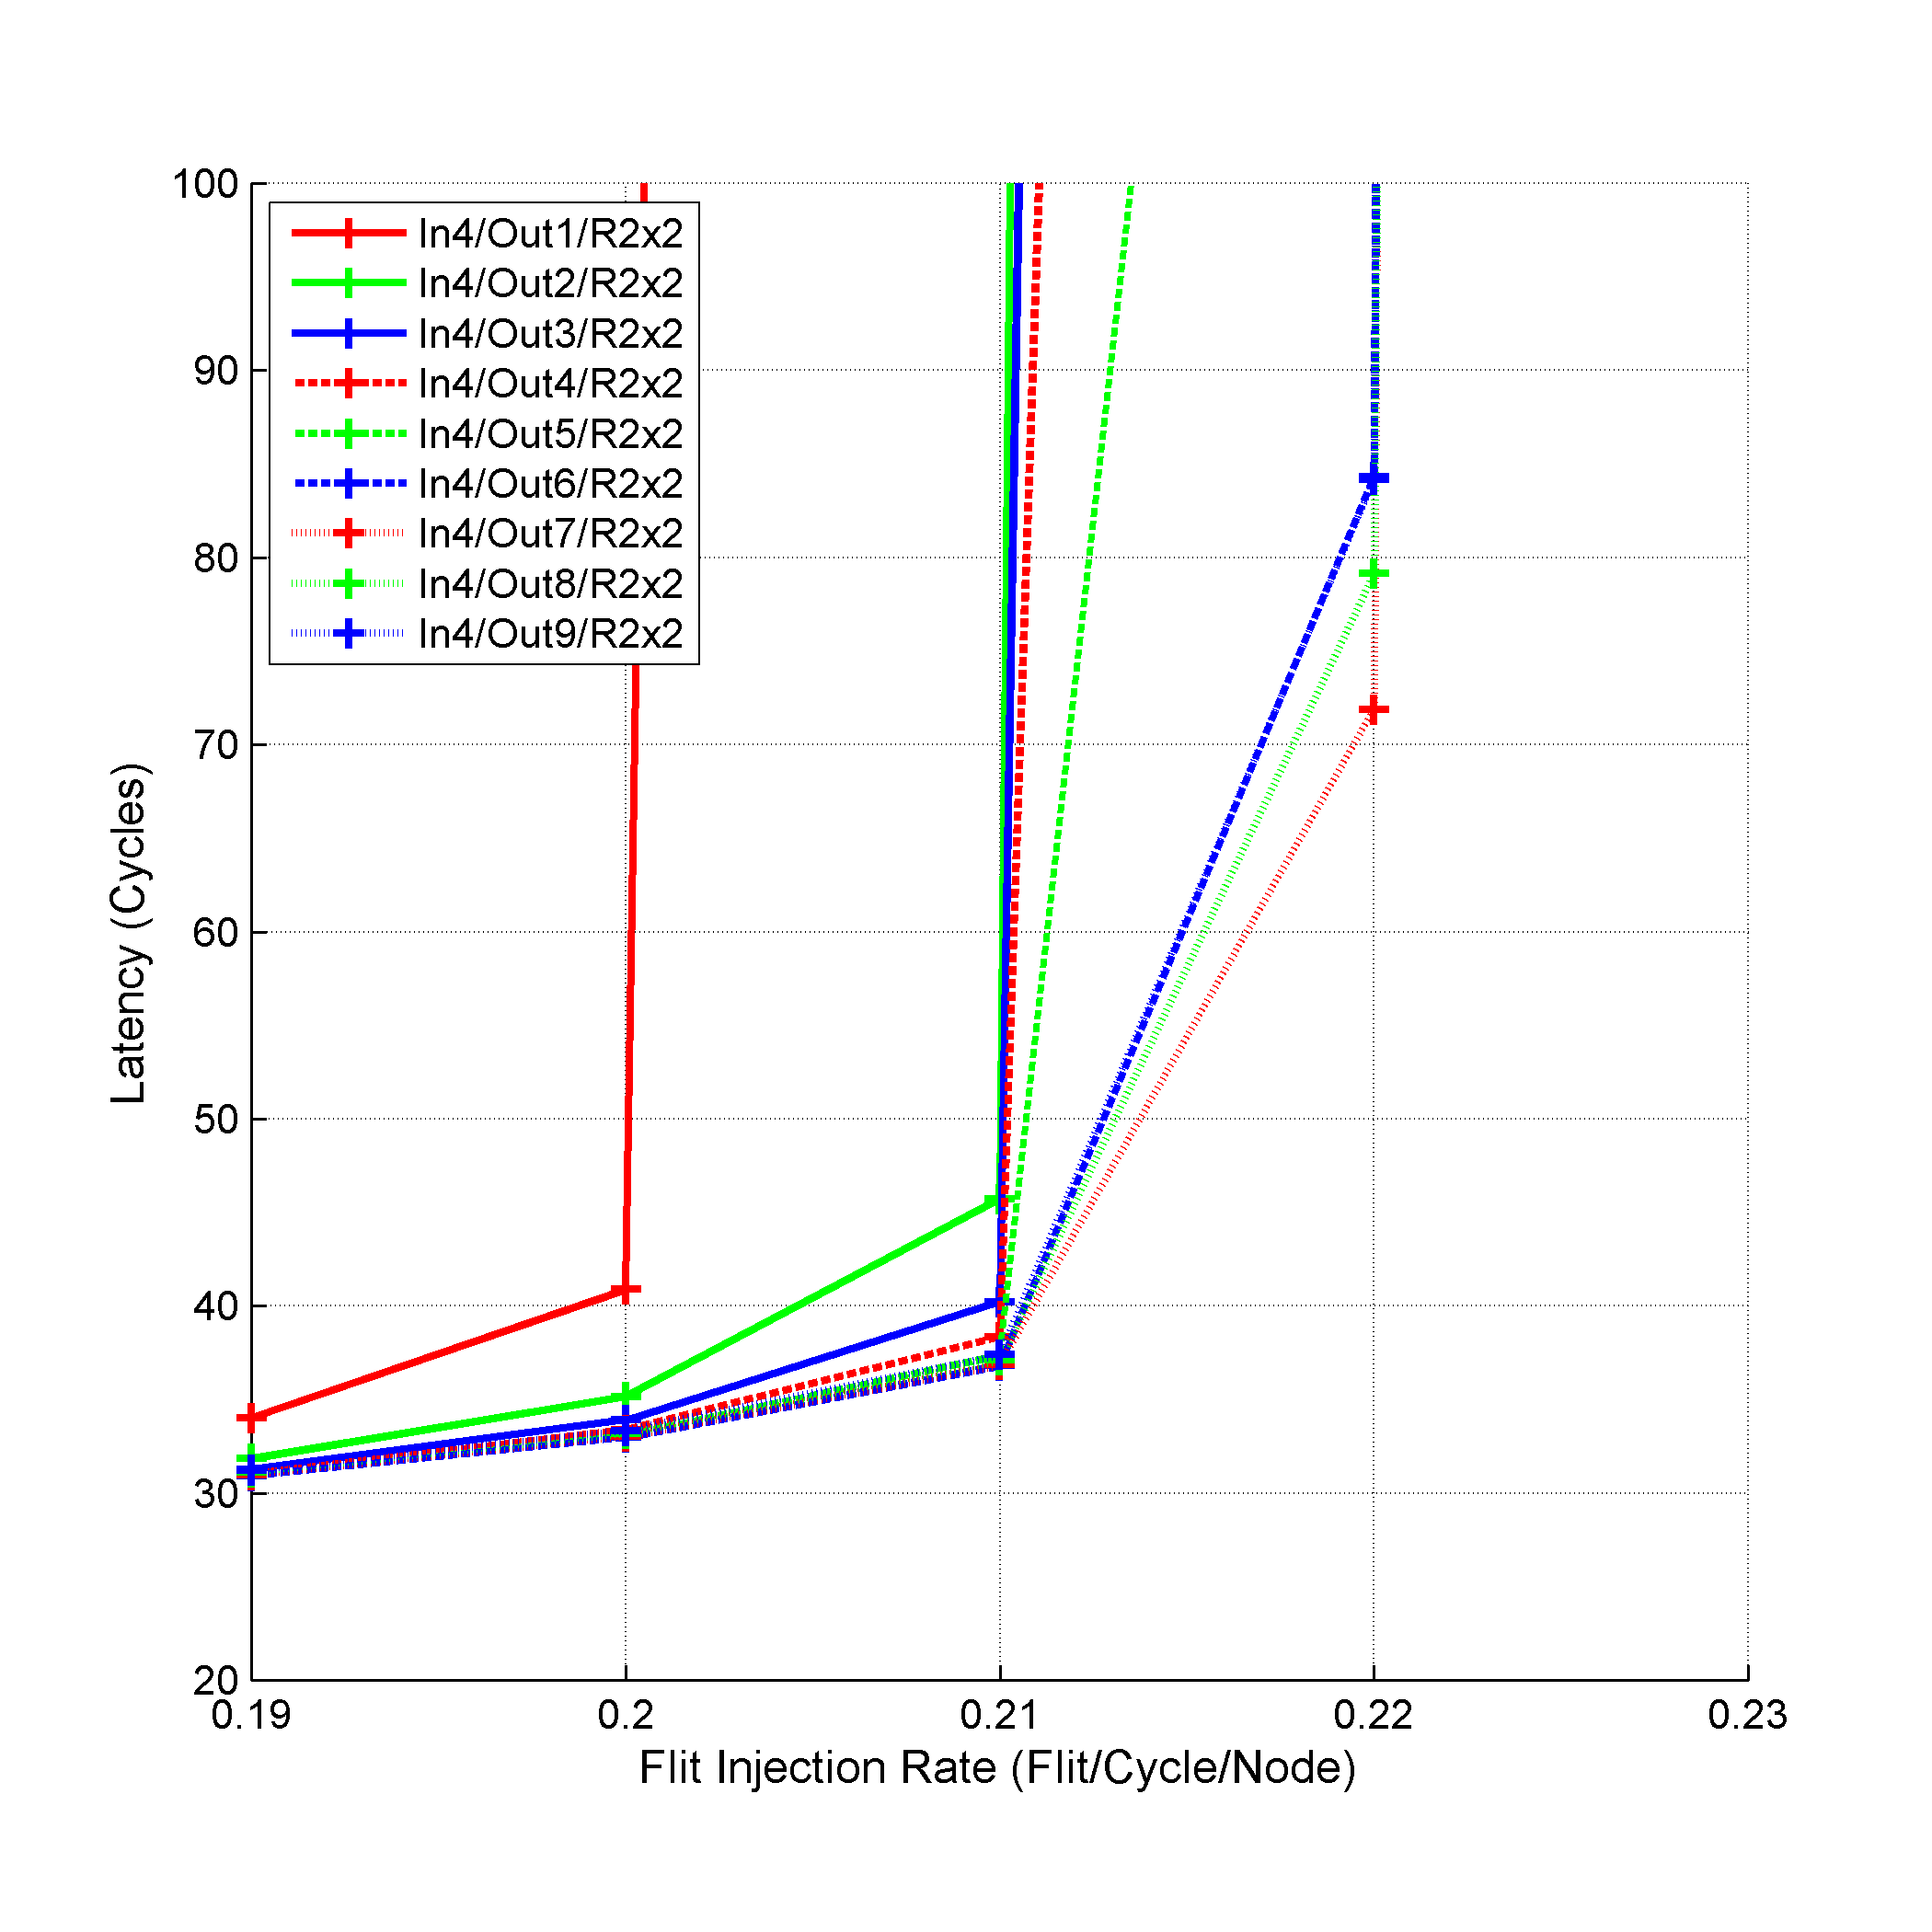 100
90
80
70
60
50
40
30
20
In4/Out1/R2x2
In4/Out2/R2x2
In4/Out3/R2x2
In4/Out4/R2x2
In4/Out5/R2x2
In4/Out6/R2x2
In4/Out7/R2x2
In4/Out8/R2x2
In4/Out9/R2x2
Latency (Cycles)
0.19 0.2 0.21 0.22 0.23
Flit Injection Rate (Flit/Cycle/Node)